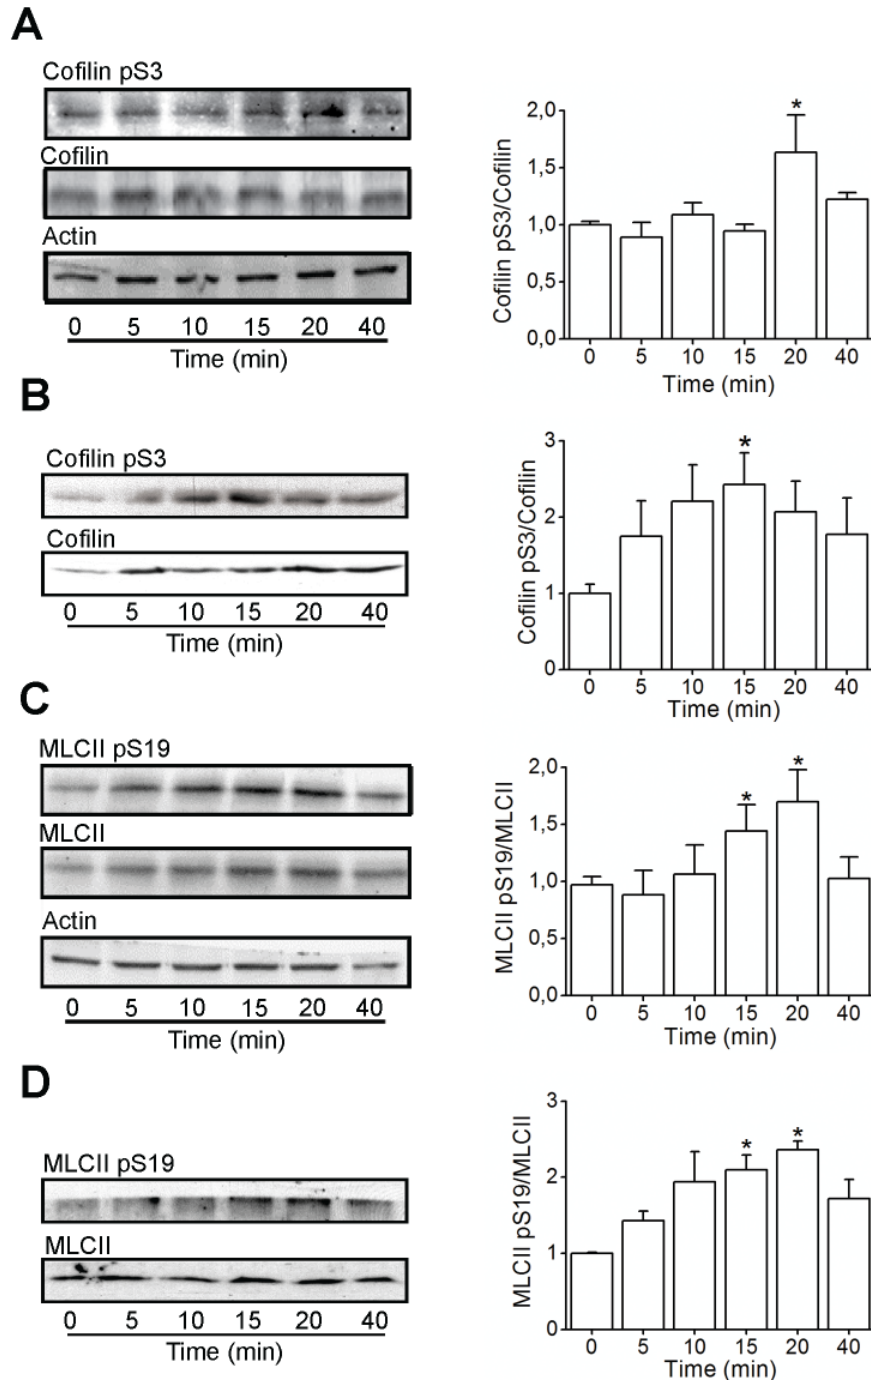 A
Cofilin pS3
Cofilin
Actin
0 5 10 15 20 40
Time (min)
Cofilin pS3/Cofilin
2,0
1,5
1,0
0,5
0,0
*
0 5 10 15 20 40
Time (min)
B
Cofilin pS3
Cofilin
0 5 10 15 20 40
Time (min)
Cofilin pS3/Cofilin
3
2
1
0
*
0 5 10 15 20 40
Time (min)
C
MLCII pS19
MLCII
Actin
0 5 10 15 20 40
Time (min)
MLCII pS19/MLCII
2,0
1,5
1,0
0,5
0,0
* *
0 5 10 15 20 40
Time (min)
D
MLCII pS19
MLCII
0 5 10 15 20 40
Time (min)
MLCII pS19/MLCII
3
2
1
0
* *
0 5 10 15 20 40
Time (min)